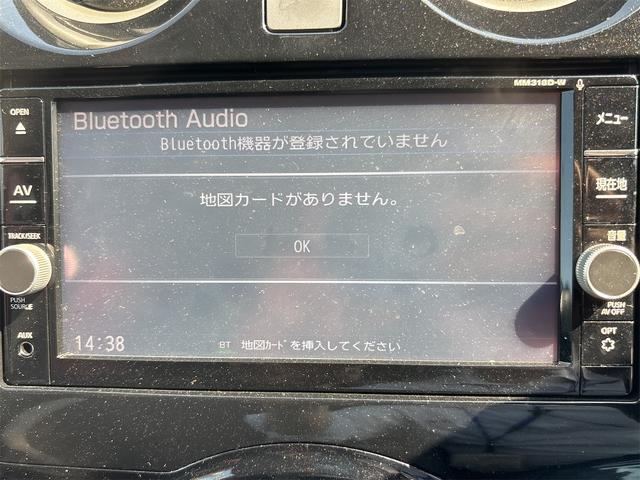 MM318D-W
OPEN
AV
TRACK/SEEK
PUSH
SOURCE
AUX
Bluetooth Audio
Bluetooth機器が登録されていません
地図カードがありません。
OK
14:38
BT 地図ｶｰﾄﾞを挿入してください
メニュー
現在地
音量
PUSH
AV OFF
OPT